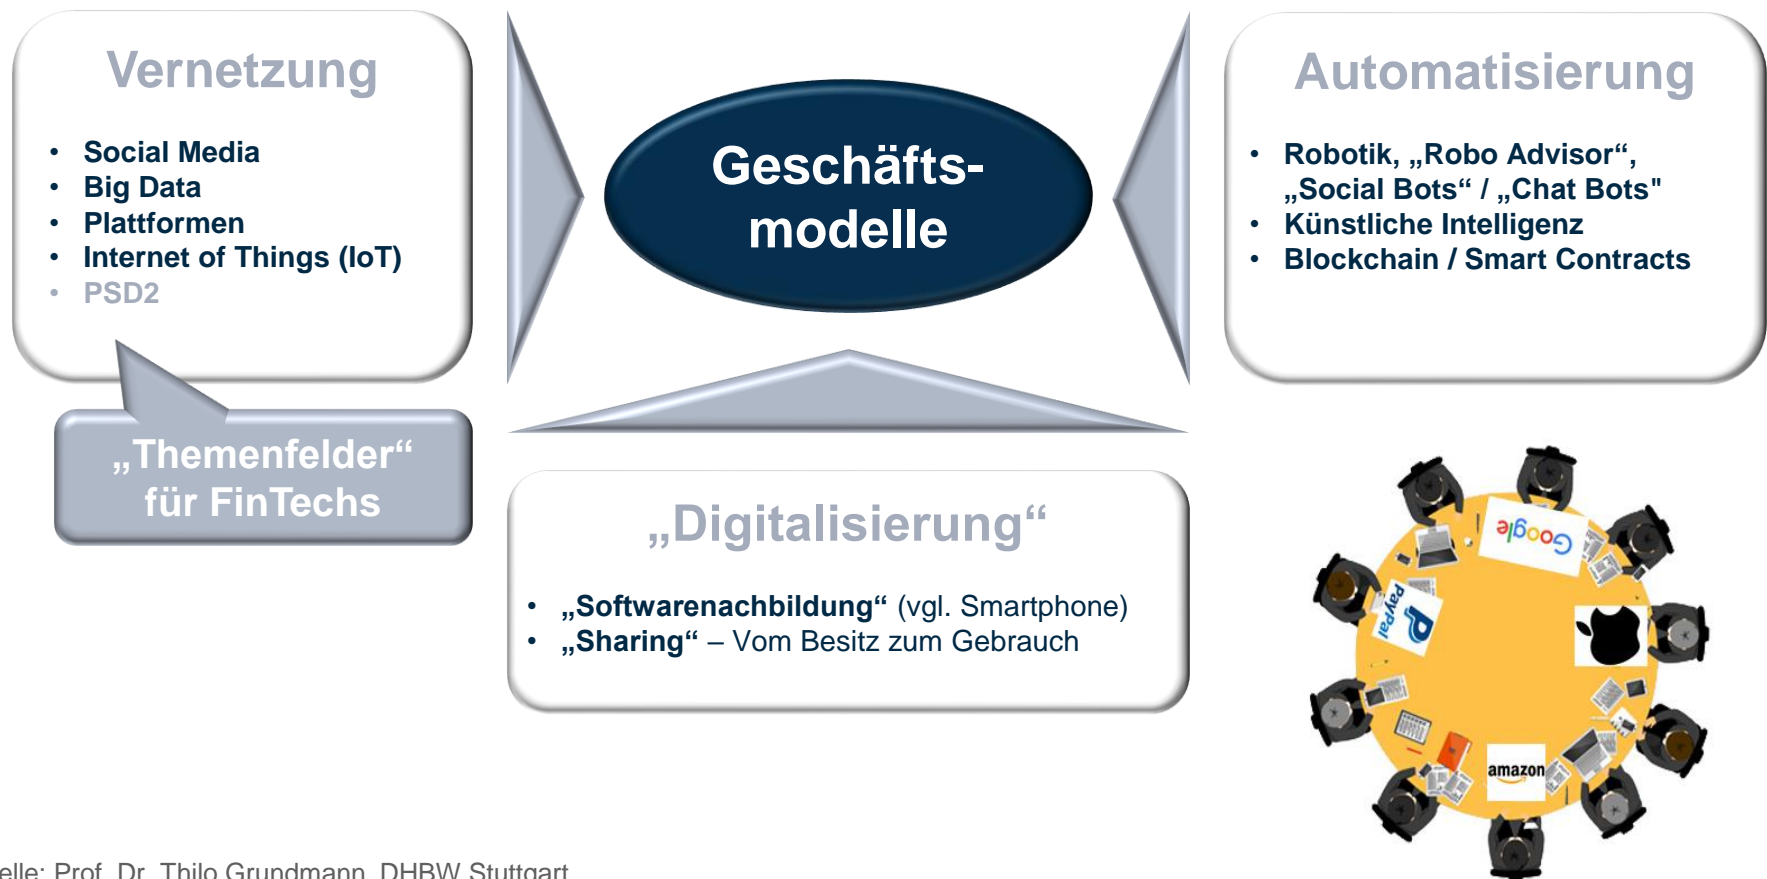 Vernetzung
• Social Media
• Big Data
• Plattformen
• Internet of Things (IoT)
• PSD2
„Themenfelder“
für FinTechs
Geschäfts-
modelle
Automatisierung
• Robotik, „Robo Advisor“,
„Social Bots“ / „Chat Bots"
• Künstliche Intelligenz
• Blockchain / Smart Contracts
„Digitalisierung“
• „Softwarenachbildung“ (vgl. Smartphone)
• „Sharing“ – Vom Besitz zum Gebrauch
Google
PayPal
amazon
elle: Prof. Dr. Thilo Grundmann, DHBW Stuttgart